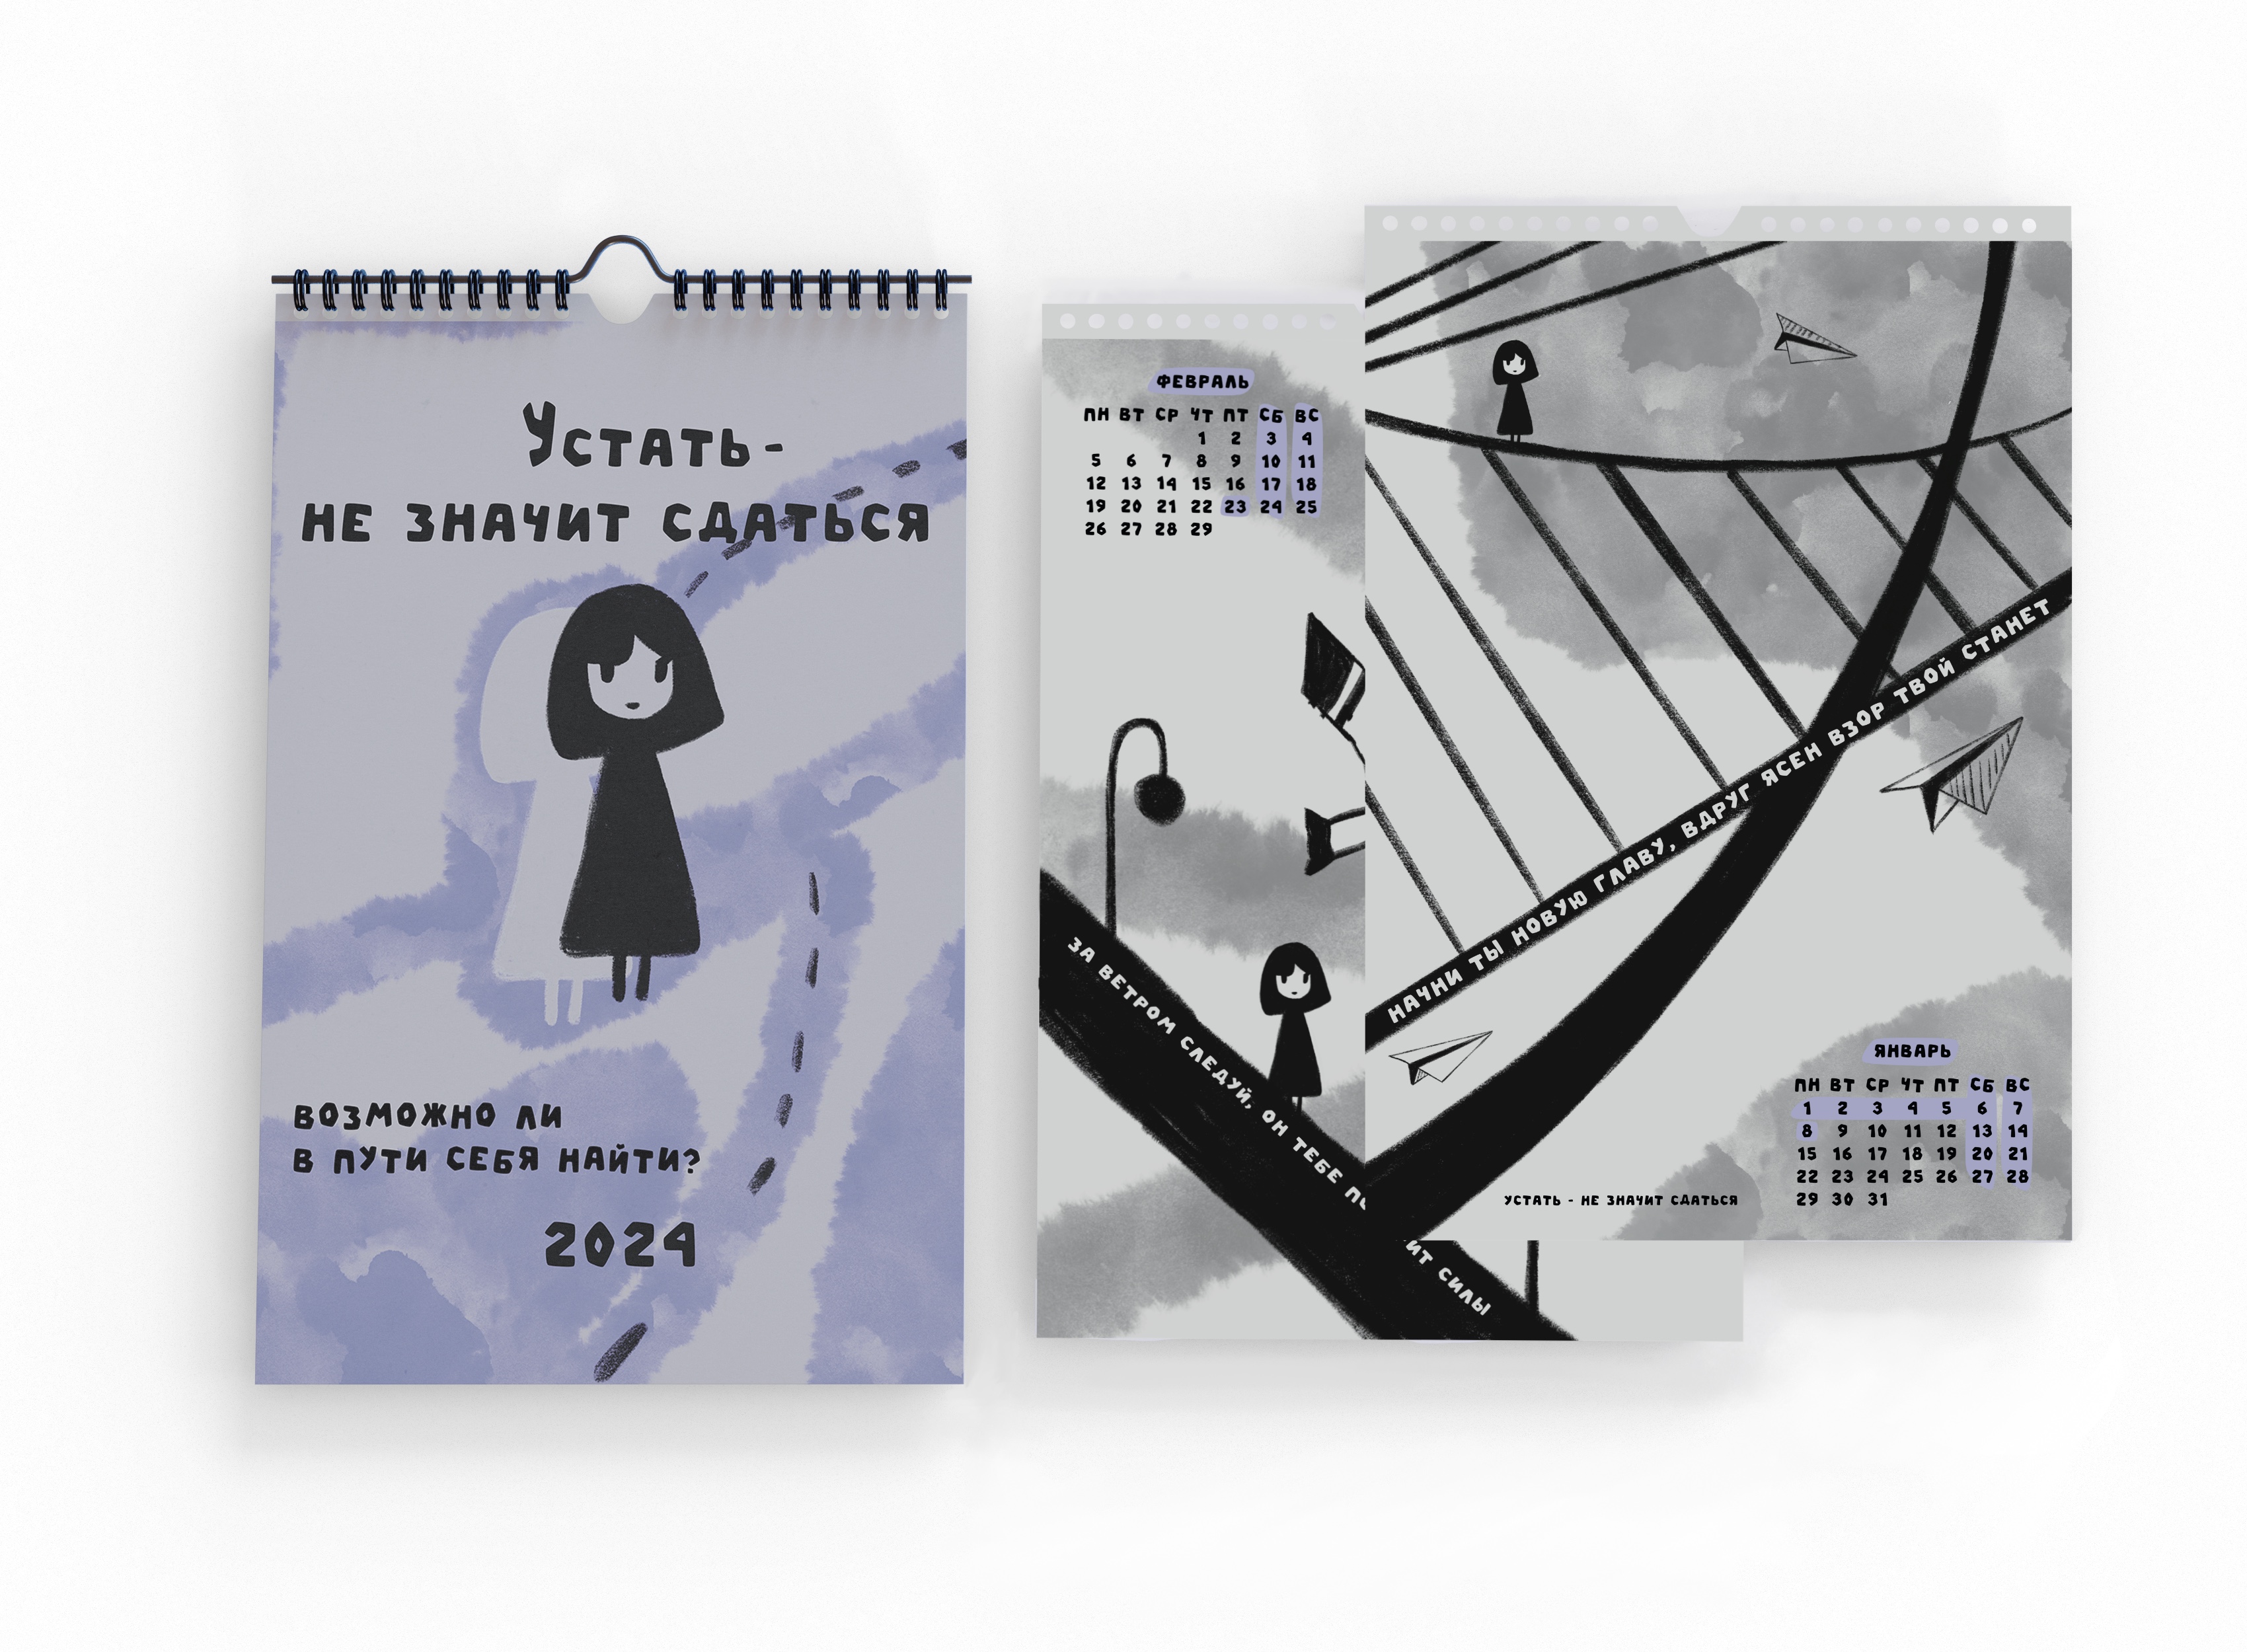 Устать-
не значит сдаться
возможно ли
в пути себя найти?
2024
февраль
пн вт ср чт пт сб вс
1 2 3 4
5 6 7 8 9 10 11
12 13 14 15 16 17 18
19 20 21 22 23 24 25
26 27 28 29
за ветром следуй, он тебе
ит силы
начни ты новую главу, вдруг ясен взор твой станет
январь
пн вт ср чт пт сб вс
1 2 3 4 5 6 7
8 9 10 11 12 13 14
15 16 17 18 19 20 21
22 23 24 25 26 27 28
29 30 31
устать - не значит сдаться